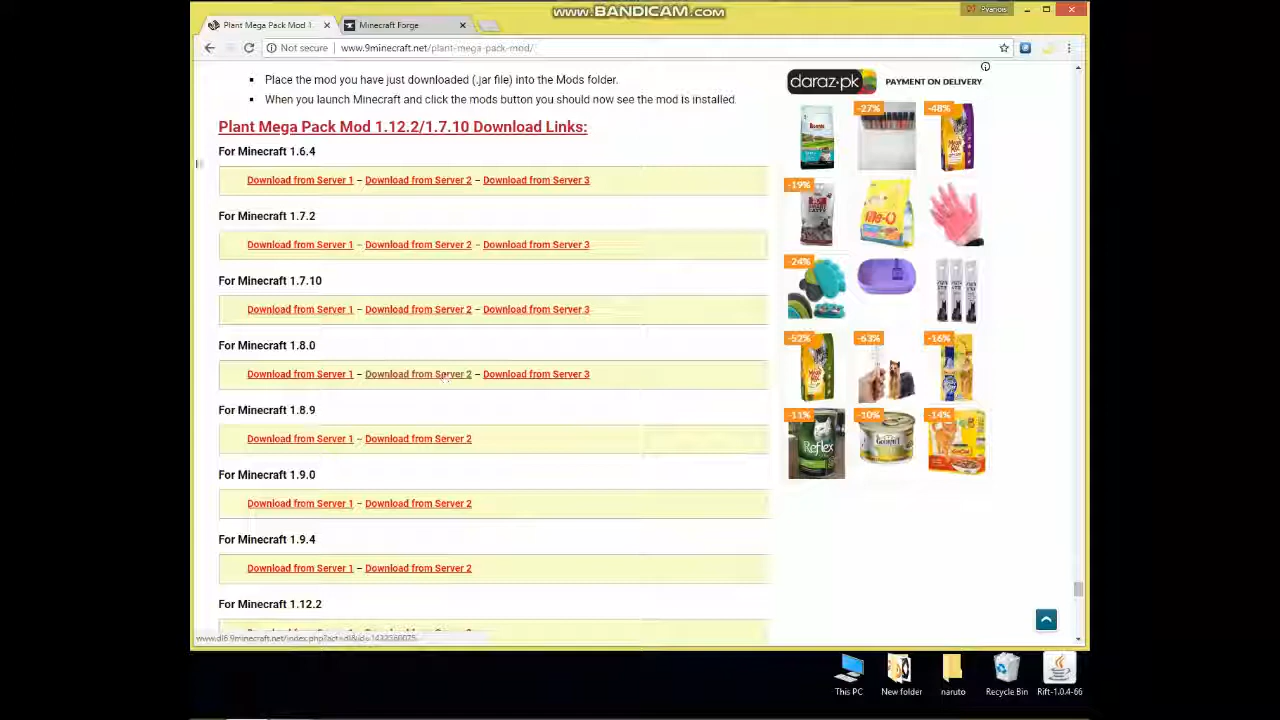 www.BANDICAM.com
Pyanois
Plant Mega Pack Mod 1.
Minecraft Forge
Not secure
www.9minecraft.net/plant-mega-pack-mod/
Place the mod you have just downloaded (.jar file) into the Mods folder.
When you launch Minecraft and click the mods button you should now see the mod is installed.
Plant Mega Pack Mod 1.12.2/1.7.10 Download Links:
For Minecraft 1.6.4
Download from Server 1 – Download from Server 2 – Download from Server 3
For Minecraft 1.7.2
Download from Server 1 – Download from Server 2 – Download from Server 3
For Minecraft 1.7.10
Download from Server 1 – Download from Server 2 – Download from Server 3
For Minecraft 1.8.0
Download from Server 1 – Download from Server 2 – Download from Server 3
For Minecraft 1.8.9
Download from Server 1 – Download from Server 2
For Minecraft 1.9.0
Download from Server 1 – Download from Server 2
For Minecraft 1.9.4
Download from Server 1 – Download from Server 2
For Minecraft 1.12.2
daraz.pk PAYMENT ON DELIVERY
-27% -48%
-19%
Me-O
-24%
-52% -63% -16%
-11% -10% -14%
Reflex
Gourmet
This PC
New folder
naruto
Recycle Bin
Rift-1.0.4-66